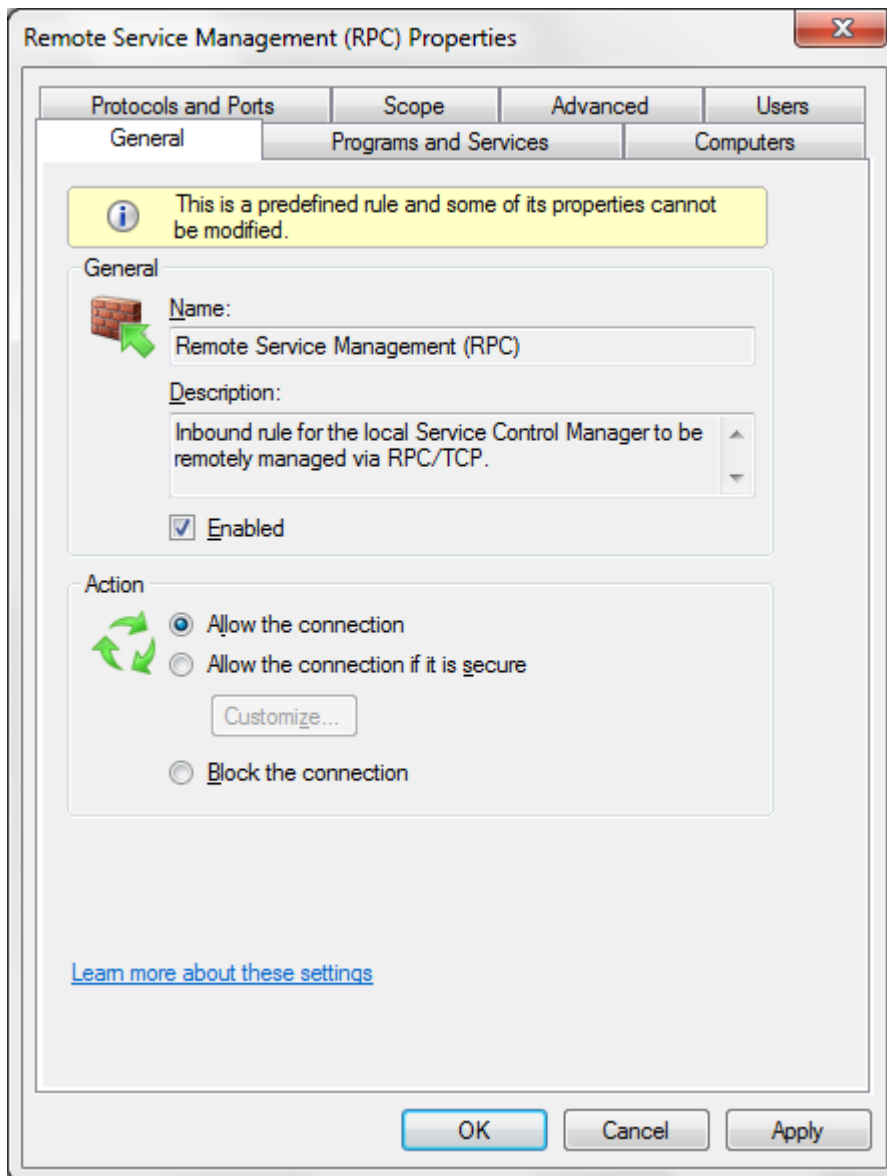 Remote Service Management (RPC) Properties
X
Protocols and Ports Scope Advanced Users
General Programs and Services Computers
This is a predefined rule and some of its properties cannot
be modified.
General
Name:
Remote Service Management (RPC)
Description:
Inbound rule for the local Service Control Manager to be
remotely managed via RPC/TCP.
Enabled
Action
Allow the connection
Allow the connection if it is secure
Customize...
Block the connection
Learn more about these settings
OK Cancel Apply